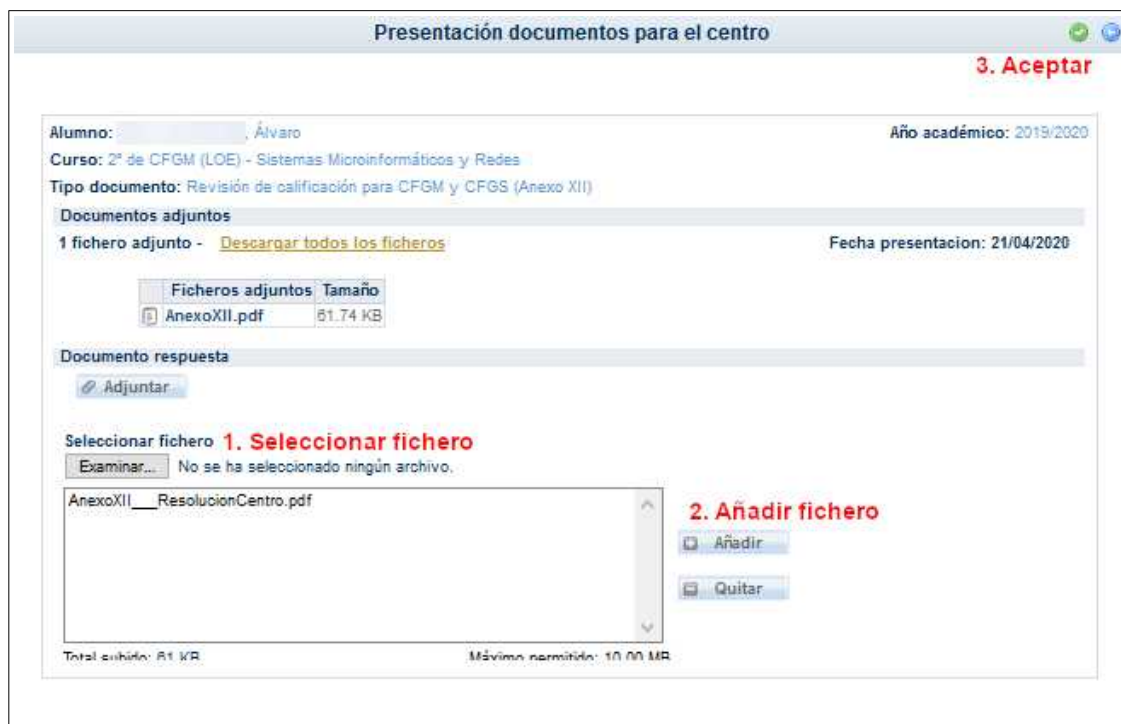 Presentación documentos para el centro
3. Aceptar
Alumno: , Álvaro Año académico: 2019/2020
Curso: 2º de CFGM (LOE) - Sistemas Microinformáticos y Redes
Tipo documento: Revisión de calificación para CFGM y CFGS (Anexo XII)
Documentos adjuntos
1 fichero adjunto - Descargar todos los ficheros Fecha presentacion: 21/04/2020
Ficheros adjuntos Tamaño
AnexoXII.pdf 61.74 KB
Documento respuesta
Adjuntar
Seleccionar fichero 1. Seleccionar fichero
Examinar... No se ha seleccionado ningún archivo.
AnexoXII___ResolucionCentro.pdf
2. Añadir fichero
Añadir
Quitar
Total subido: 61 KB Máximo permitido: 10.00 MB